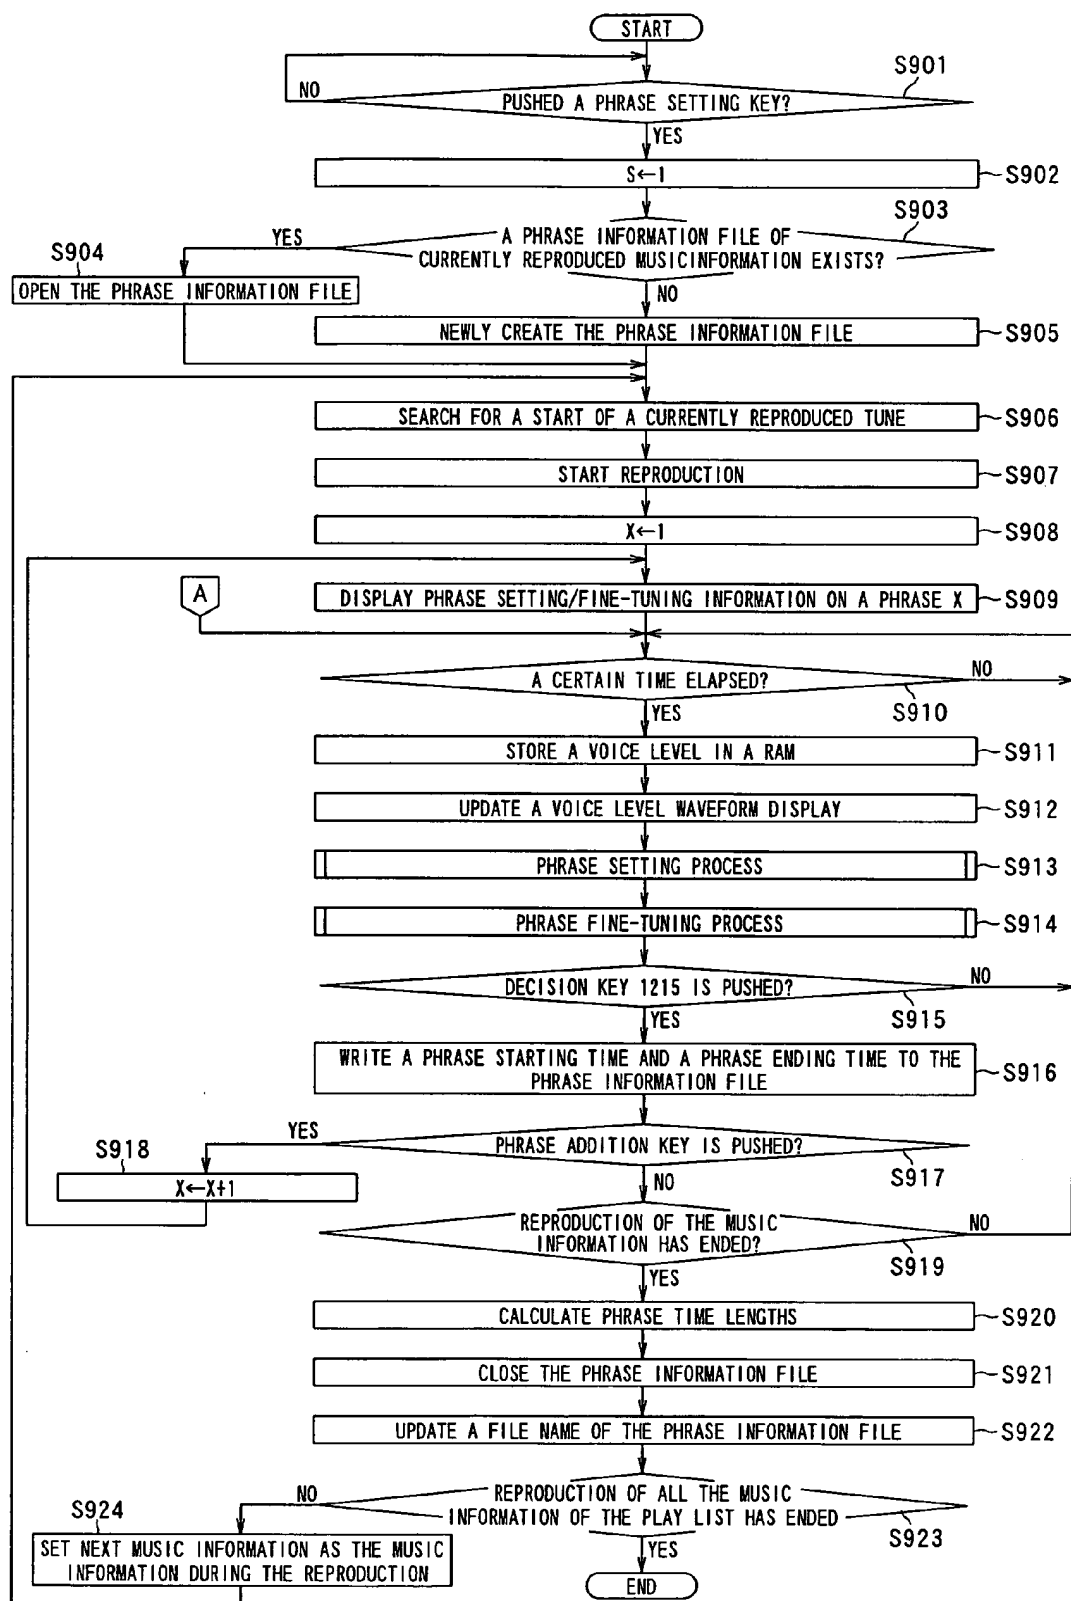 START
S901
NO
PUSHED A PHRASE SETTING KEY?
YES
S←1
S902
S903
YES
A PHRASE INFORMATION FILE OF
CURRENTLY REPRODUCED MUSICINFORMATION EXISTS?
S904
OPEN THE PHRASE INFORMATION FILE
NO
NEWLY CREATE THE PHRASE INFORMATION FILE
S905
SEARCH FOR A START OF A CURRENTLY REPRODUCED TUNE
S906
START REPRODUCTION
S907
X←1
S908
A
DISPLAY PHRASE SETTING/FINE-TUNING INFORMATION ON A PHRASE X
S909
A CERTAIN TIME ELAPSED?
NO
S910
YES
STORE A VOICE LEVEL IN A RAM
S911
UPDATE A VOICE LEVEL WAVEFORM DISPLAY
S912
PHRASE SETTING PROCESS
S913
PHRASE FINE-TUNING PROCESS
S914
DECISION KEY 1215 IS PUSHED?
NO
S915
YES
WRITE A PHRASE STARTING TIME AND A PHRASE ENDING TIME TO THE
PHRASE INFORMATION FILE
S916
YES
PHRASE ADDITION KEY IS PUSHED?
S917
S918
X←X+1
NO
REPRODUCTION OF THE MUSIC
INFORMATION HAS ENDED?
NO
S919
YES
CALCULATE PHRASE TIME LENGTHS
S920
CLOSE THE PHRASE INFORMATION FILE
S921
UPDATE A FILE NAME OF THE PHRASE INFORMATION FILE
S922
NO
REPRODUCTION OF ALL THE MUSIC
INFORMATION OF THE PLAY LIST HAS ENDED
S923
S924
SET NEXT MUSIC INFORMATION AS THE MUSIC
INFORMATION DURING THE REPRODUCTION
YES
END